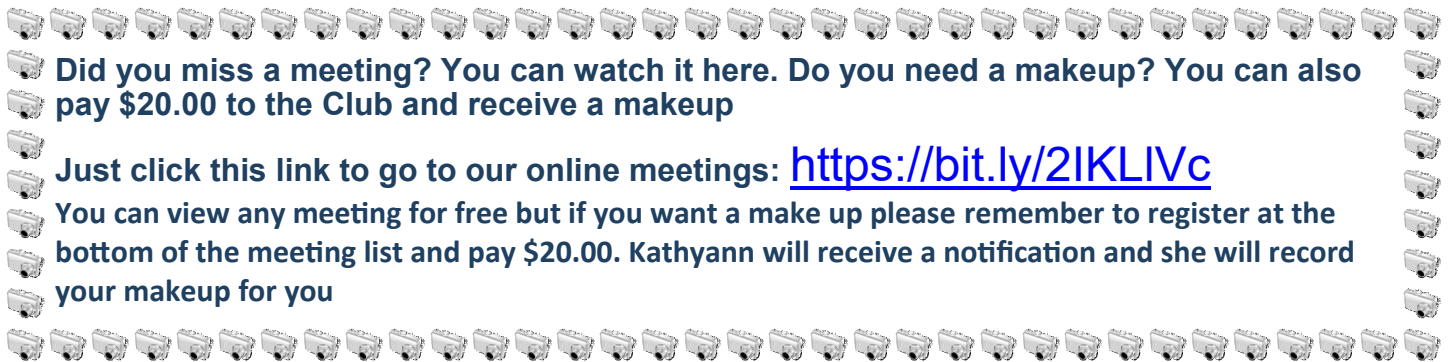 Did you miss a meeting? You can watch it here. Do you need a makeup? You can also
pay $20.00 to the Club and receive a makeup
Just click this link to go to our online meetings: https://bit.ly/2IKLlVc
You can view any meeting for free but if you want a make up please remember to register at the
bottom of the meeting list and pay $20.00. Kathyann will receive a notification and she will record
your makeup for you